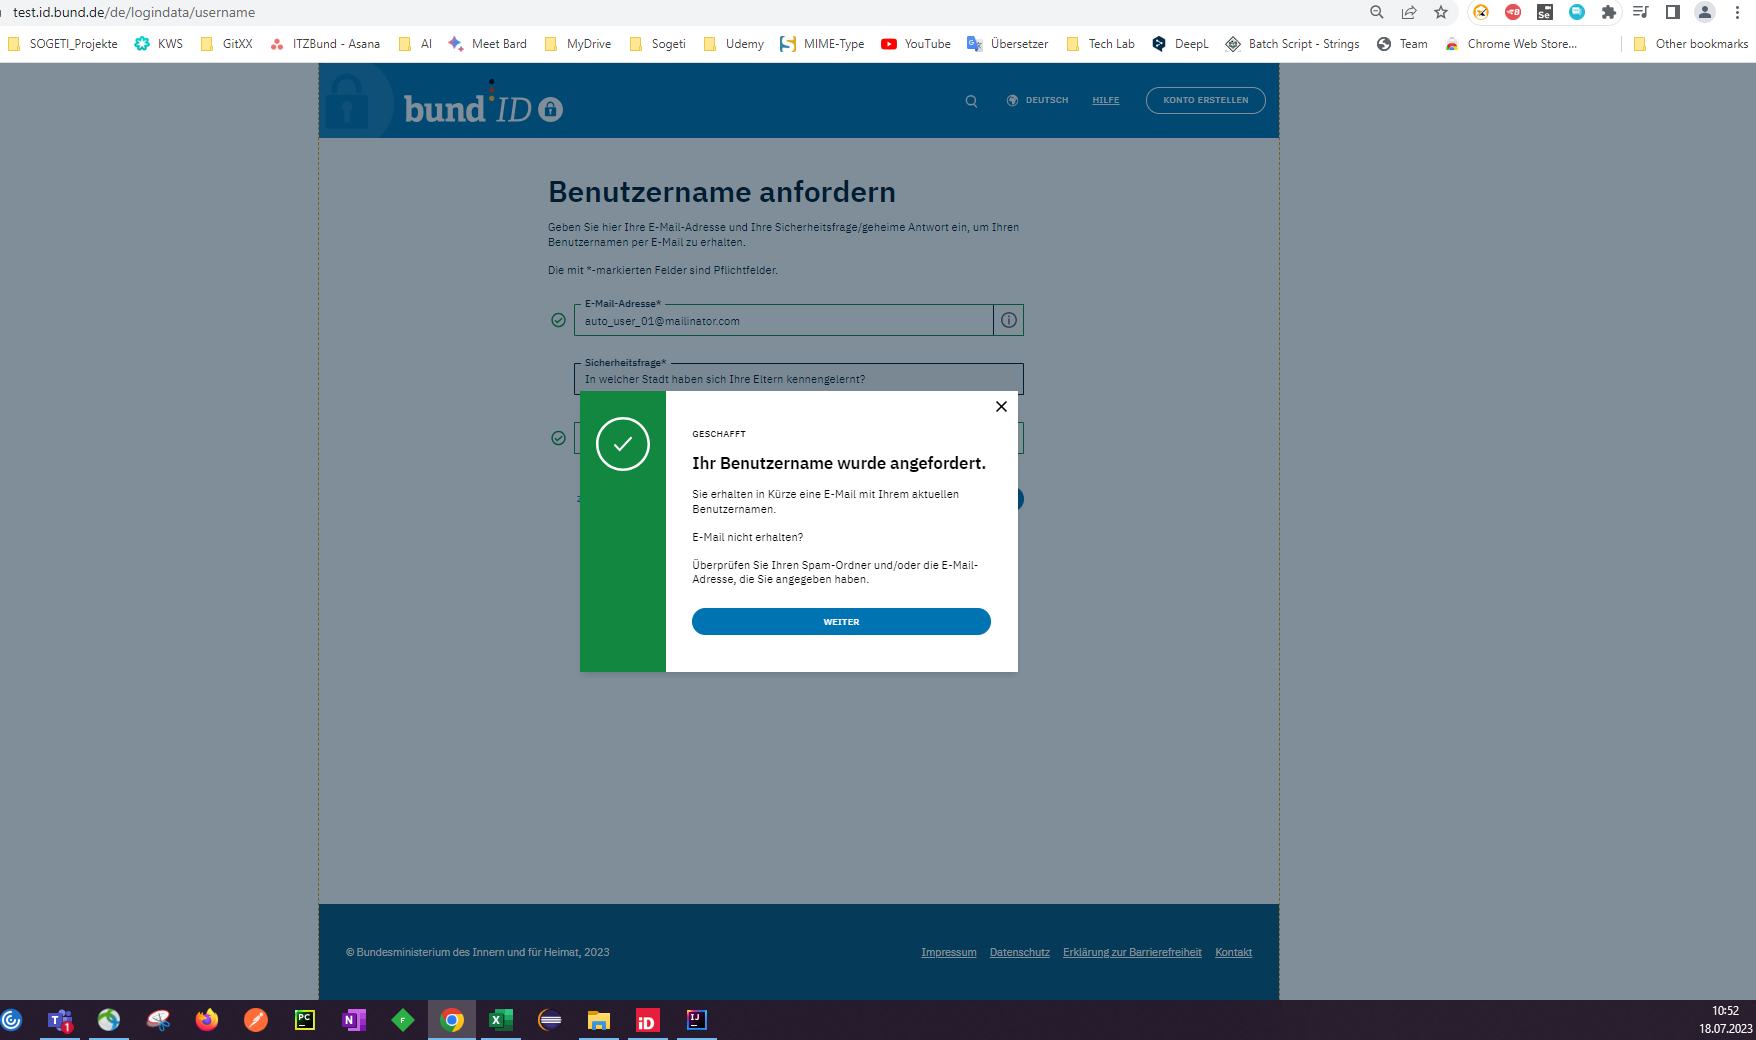 test.id.bund.de/de/logindata/username
Se
SOGETI_Projekte KWS GitXX ITZBund - Asana AI Meet Bard MyDrive Sogeti Udemy MIME-Type YouTube Übersetzer Tech Lab DeepL Batch Script - Strings Team Chrome Web Store... Other bookmarks
bundID DEUTSCH HILFE KONTO ERSTELLEN
Benutzername anfordern
Geben Sie hier Ihre E-Mail-Adresse und Ihre Sicherheitsfrage/geheime Antwort ein, um Ihren
Benutzernamen per E-Mail zu erhalten.
Die mit *-markierten Felder sind Pflichtfelder.
E-Mail-Adresse*
auto_user_01@mailinator.com
Sicherheitsfrage*
In welcher Stadt haben sich Ihre Eltern kennengelernt?
GESCHAFFT
Ihr Benutzername wurde angefordert.
Sie erhalten in Kürze eine E-Mail mit Ihrem aktuellen
Benutzernamen.
E-Mail nicht erhalten?
Überprüfen Sie Ihren Spam-Ordner und/oder die E-Mail-
Adresse, die Sie angegeben haben.
WEITER
© Bundesministerium des Innern und für Heimat, 2023 Impressum Datenschutz Erklärung zur Barrierefreiheit Kontakt
T 1 PC N F X iD IJ
10:52
18.07.2023